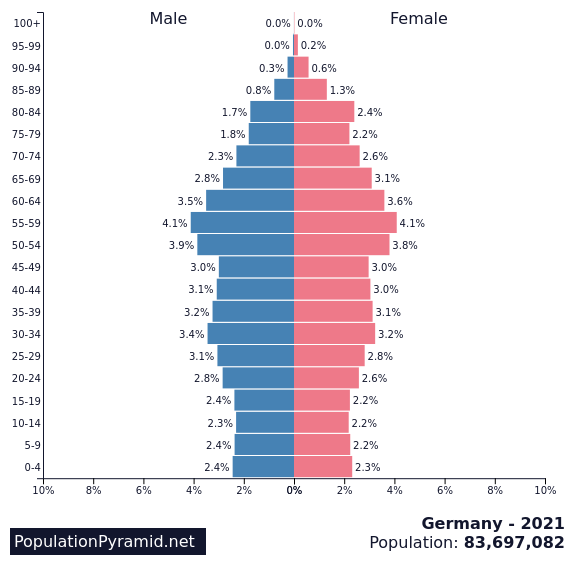 Male Female
100+ 0.0% 0.0%
95-99 0.0% 0.2%
90-94 0.3% 0.6%
85-89 0.8% 1.3%
80-84 1.7% 2.4%
75-79 1.8% 2.2%
70-74 2.3% 2.6%
65-69 2.8% 3.1%
60-64 3.5% 3.6%
55-59 4.1% 4.1%
50-54 3.9% 3.8%
45-49 3.0% 3.0%
40-44 3.1% 3.0%
35-39 3.2% 3.1%
30-34 3.4% 3.2%
25-29 3.1% 2.8%
20-24 2.8% 2.6%
15-19 2.4% 2.2%
10-14 2.3% 2.2%
5-9 2.4% 2.2%
0-4 2.4% 2.3%
10% 8% 6% 4% 2% 0% 2% 4% 6% 8% 10%
Germany - 2021
PopulationPyramid.net Population: 83,697,082